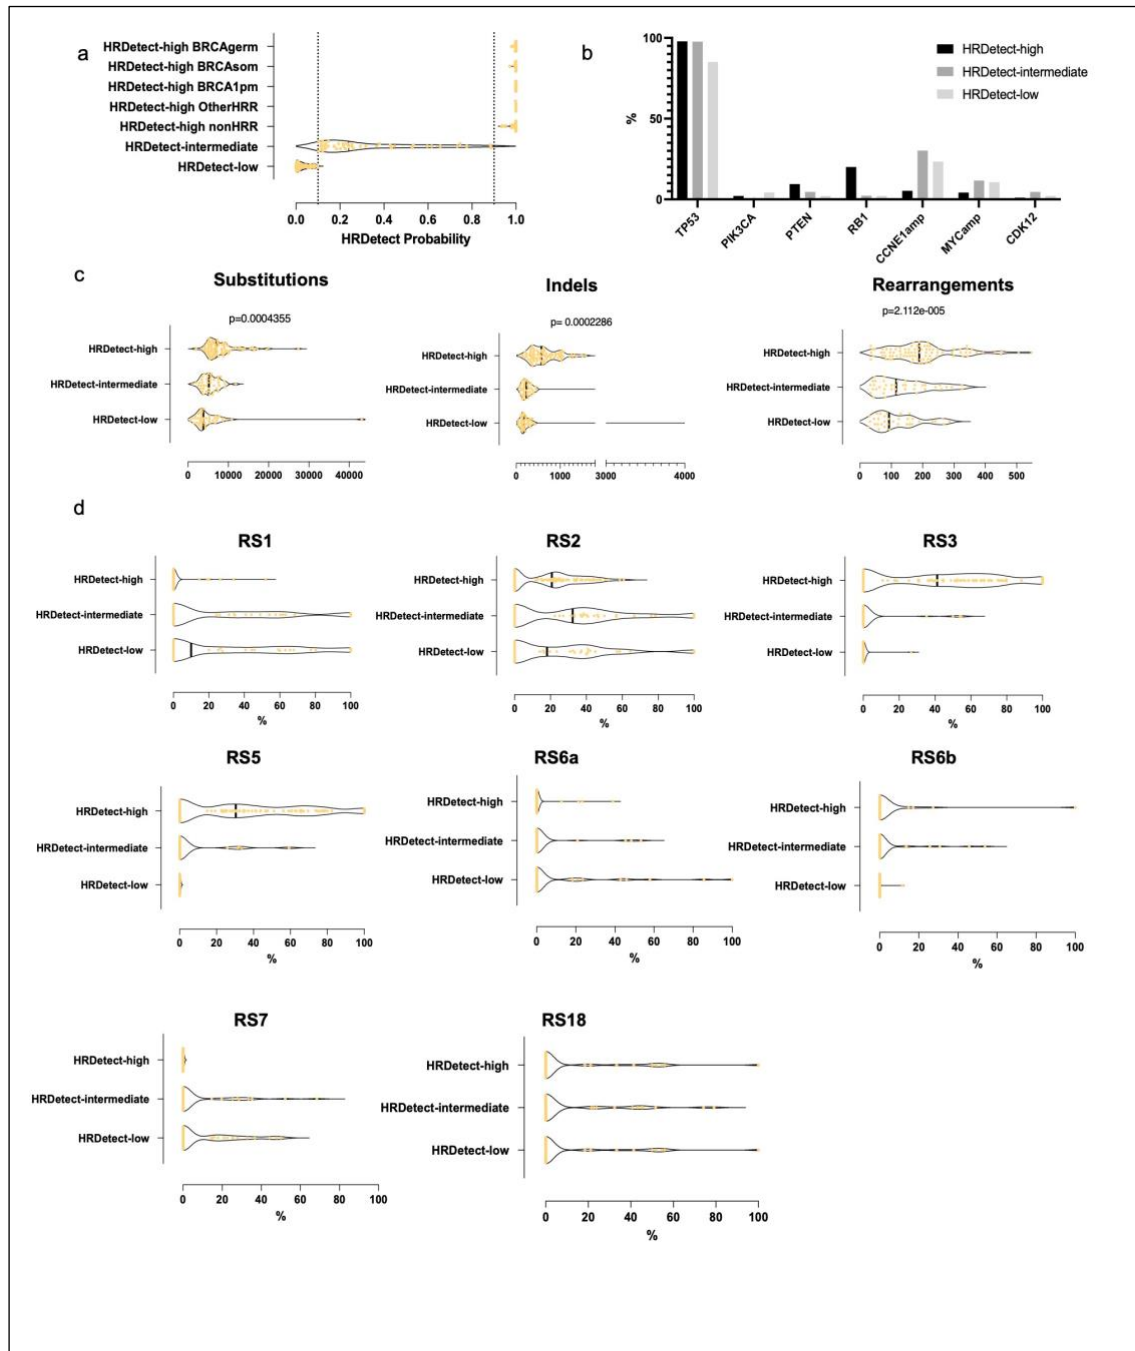 a
HRDetect-high BRCAgerm
HRDetect-high BRCAsom
HRDetect-high BRCA1pm
HRDetect-high OtherHRR
HRDetect-high nonHRR
HRDetect-intermediate
HRDetect-low
0.0 0.2 0.4 0.6 0.8 1.0
HRDetect Probability
b
100
50
0
%
HRDetect-high
HRDetect-intermediate
HRDetect-low
TP53
PIK3CA
PTEN
RB1
CCNE1amp
MYCamp
CDK12
c
Substitutions
p=0.0004355
HRDetect-high
HRDetect-intermediate
HRDetect-low
0 10000 20000 30000 40000
Indels
p= 0.0002286
HRDetect-high
HRDetect-intermediate
HRDetect-low
0 1000 2000 3000 4000
Rearrangements
p=2.112e-005
HRDetect-high
HRDetect-intermediate
HRDetect-low
0 100 200 300 400 500
d
RS1
HRDetect-high
HRDetect-intermediate
HRDetect-low
0 20 40 60 80 100
%
RS2
HRDetect-high
HRDetect-intermediate
HRDetect-low
0 20 40 60 80 100
%
RS3
HRDetect-high
HRDetect-intermediate
HRDetect-low
0 20 40 60 80 100
%
RS5
HRDetect-high
HRDetect-intermediate
HRDetect-low
0 20 40 60 80 100
%
RS6a
HRDetect-high
HRDetect-intermediate
HRDetect-low
0 20 40 60 80 100
%
RS6b
HRDetect-high
HRDetect-intermediate
HRDetect-low
0 20 40 60 80 100
%
RS7
HRDetect-high
HRDetect-intermediate
HRDetect-low
0 20 40 60 80 100
%
RS18
HRDetect-high
HRDetect-intermediate
HRDetect-low
0 20 40 60 80 100
%